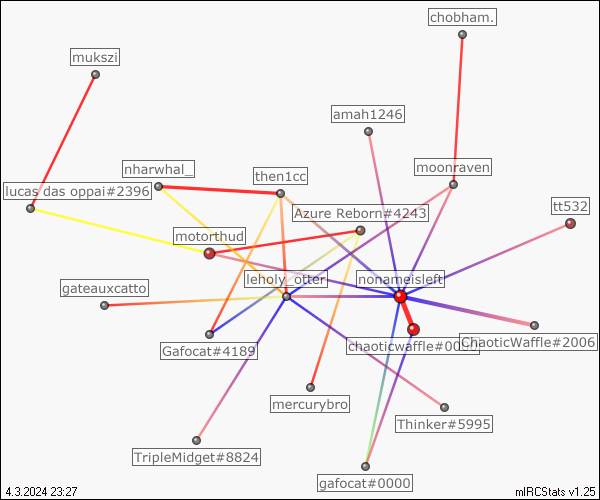 chobham.
mukszi
amah1246
nharwhal_
then1cc
moonraven
lucas das oppai#2396
Azure Reborn#4243
tt532
motorthud
gateauxcatto
leholy_otter
nonameisleft
Gafocat#4189
chaoticwaffle#0
ChaoticWaffle#2006
mercurybro
Thinker#5995
TripleMidget#8824
gafocat#0000
4.3.2024 23:27
mIRCStats v1.25